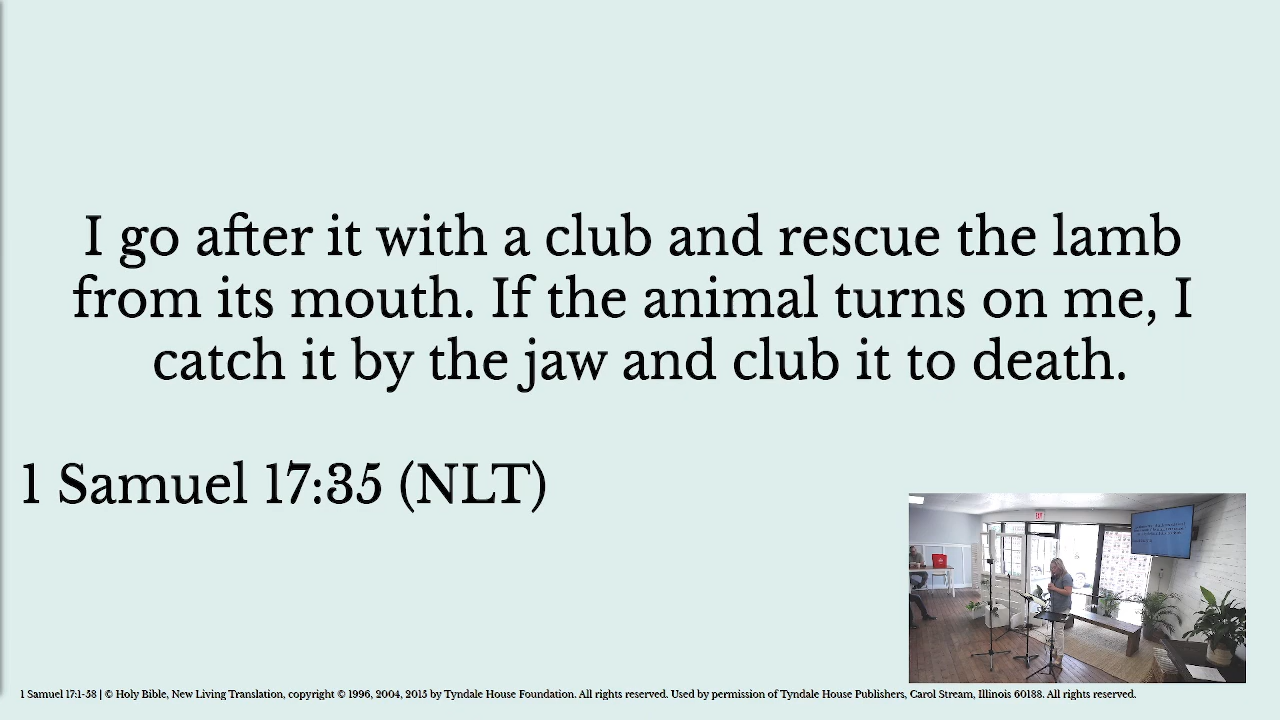 I go after it with a club and rescue the lamb
from its mouth. If the animal turns on me, I
catch it by the jaw and club it to death.
1 Samuel 17:35 (NLT)
1 Samuel 17:1-58 | © Holy Bible, New Living Translation, copyright © 1996, 2004, 2015 by Tyndale House Foundation. All rights reserved. Used by permission of Tyndale House Publishers, Carol Stream, Illinois 60188. All rights reserved.